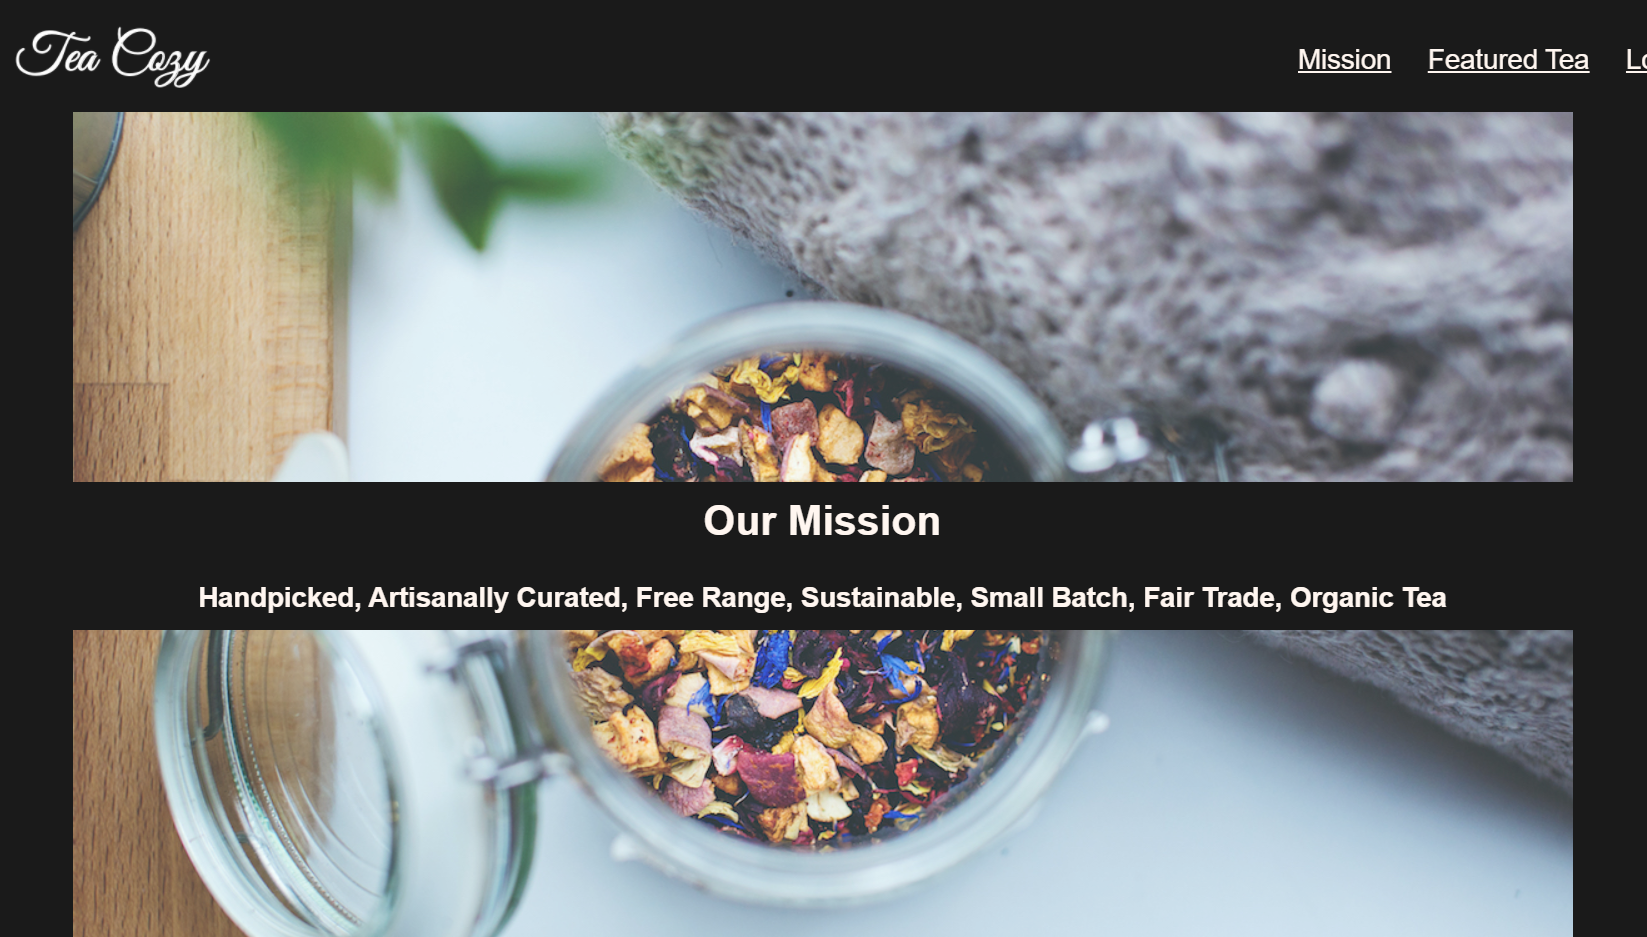 Tea Cozy
Mission Featured Tea Lo
Our Mission
Handpicked, Artisanally Curated, Free Range, Sustainable, Small Batch, Fair Trade, Organic Tea